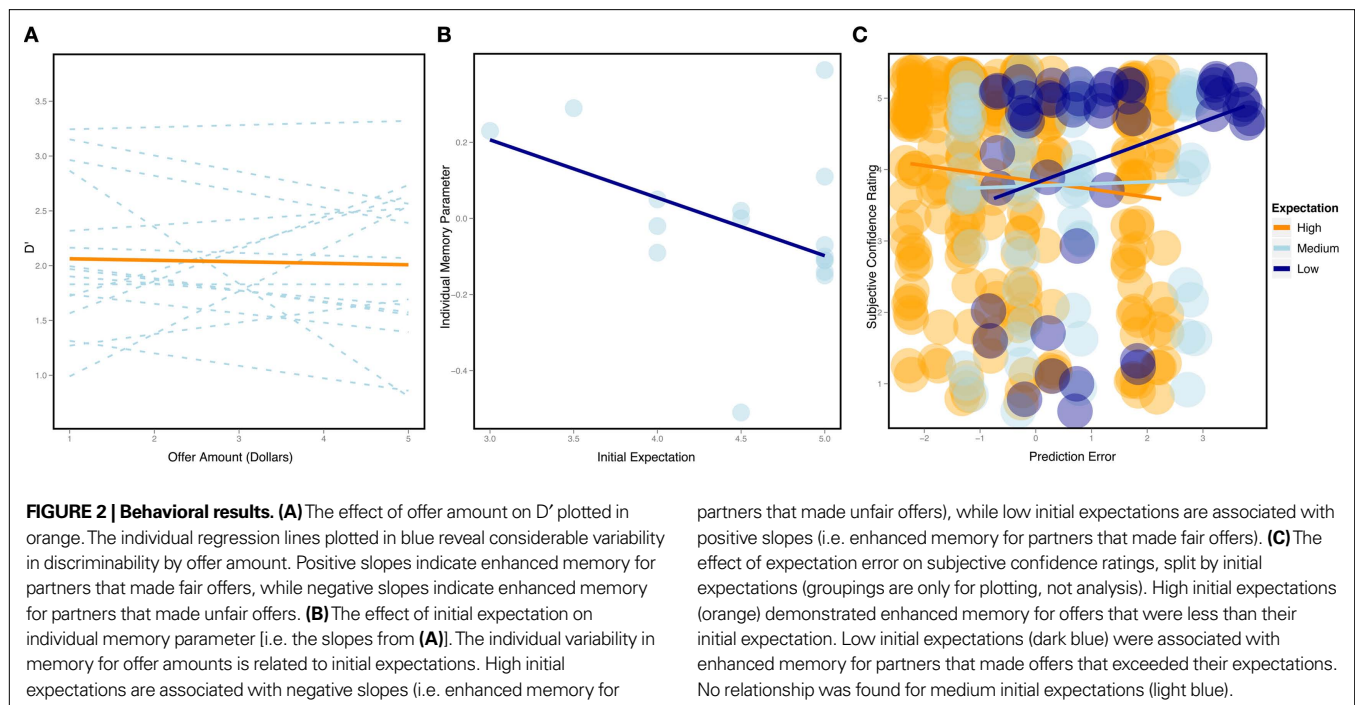 A
3.5
3.0
2.5
2.0
1.5
1.0
D'
1
2
3
4
5
Offer Amount (Dollars)
B
0.2
0.0
−0.2
−0.4
Individual Memory Parameter
3.0
3.5
4.0
4.5
5.0
Initial Expectation
C
5
4
3
2
1
Subjective Confidence Rating
−2
−1
0
1
2
3
Prediction Error
Expectation
High
Medium
Low
FIGURE 2 | Behavioral results. (A) The effect of offer amount on D′ plotted in
orange. The individual regression lines plotted in blue reveal considerable variability
in discriminability by offer amount. Positive slopes indicate enhanced memory for
partners that made fair offers, while negative slopes indicate enhanced memory
for partners that made unfair offers. (B) The effect of initial expectation on
individual memory parameter [i.e. the slopes from (A)]. The individual variability in
memory for offer amounts is related to initial expectations. High initial
expectations are associated with negative slopes (i.e. enhanced memory for
partners that made unfair offers), while low initial expectations are associated with
positive slopes (i.e. enhanced memory for partners that made fair offers). (C) The
effect of expectation error on subjective confidence ratings, split by initial
expectations (groupings are only for plotting, not analysis). High initial expectations
(orange) demonstrated enhanced memory for offers that were less than their
initial expectation. Low initial expectations (dark blue) were associated with
enhanced memory for partners that made offers that exceeded their expectations.
No relationship was found for medium initial expectations (light blue).